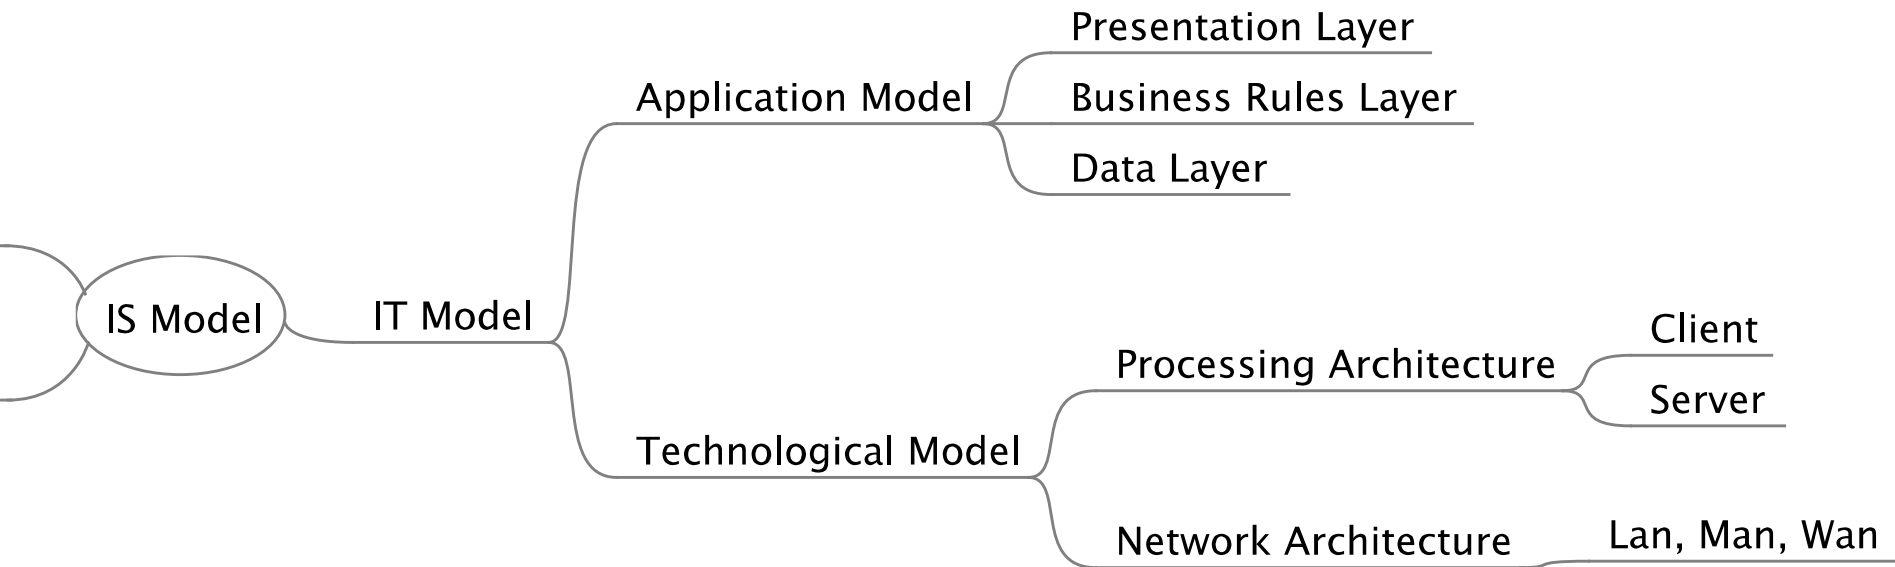 Presentation Layer
Application Model
Business Rules Layer
Data Layer
IS Model
IT Model
Client
Processing Architecture
Server
Technological Model
Network Architecture
Lan, Man, Wan